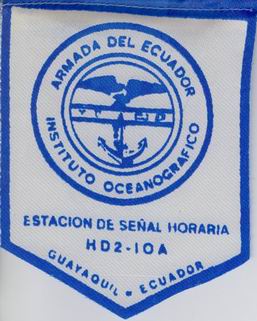 ARMADA DEL ECUADOR
INSTITUTO OCEANOGRAFICO
ESTACION DE SEÑAL HORARIA
HD2-IOA
GUAYAQUIL - ECUADOR